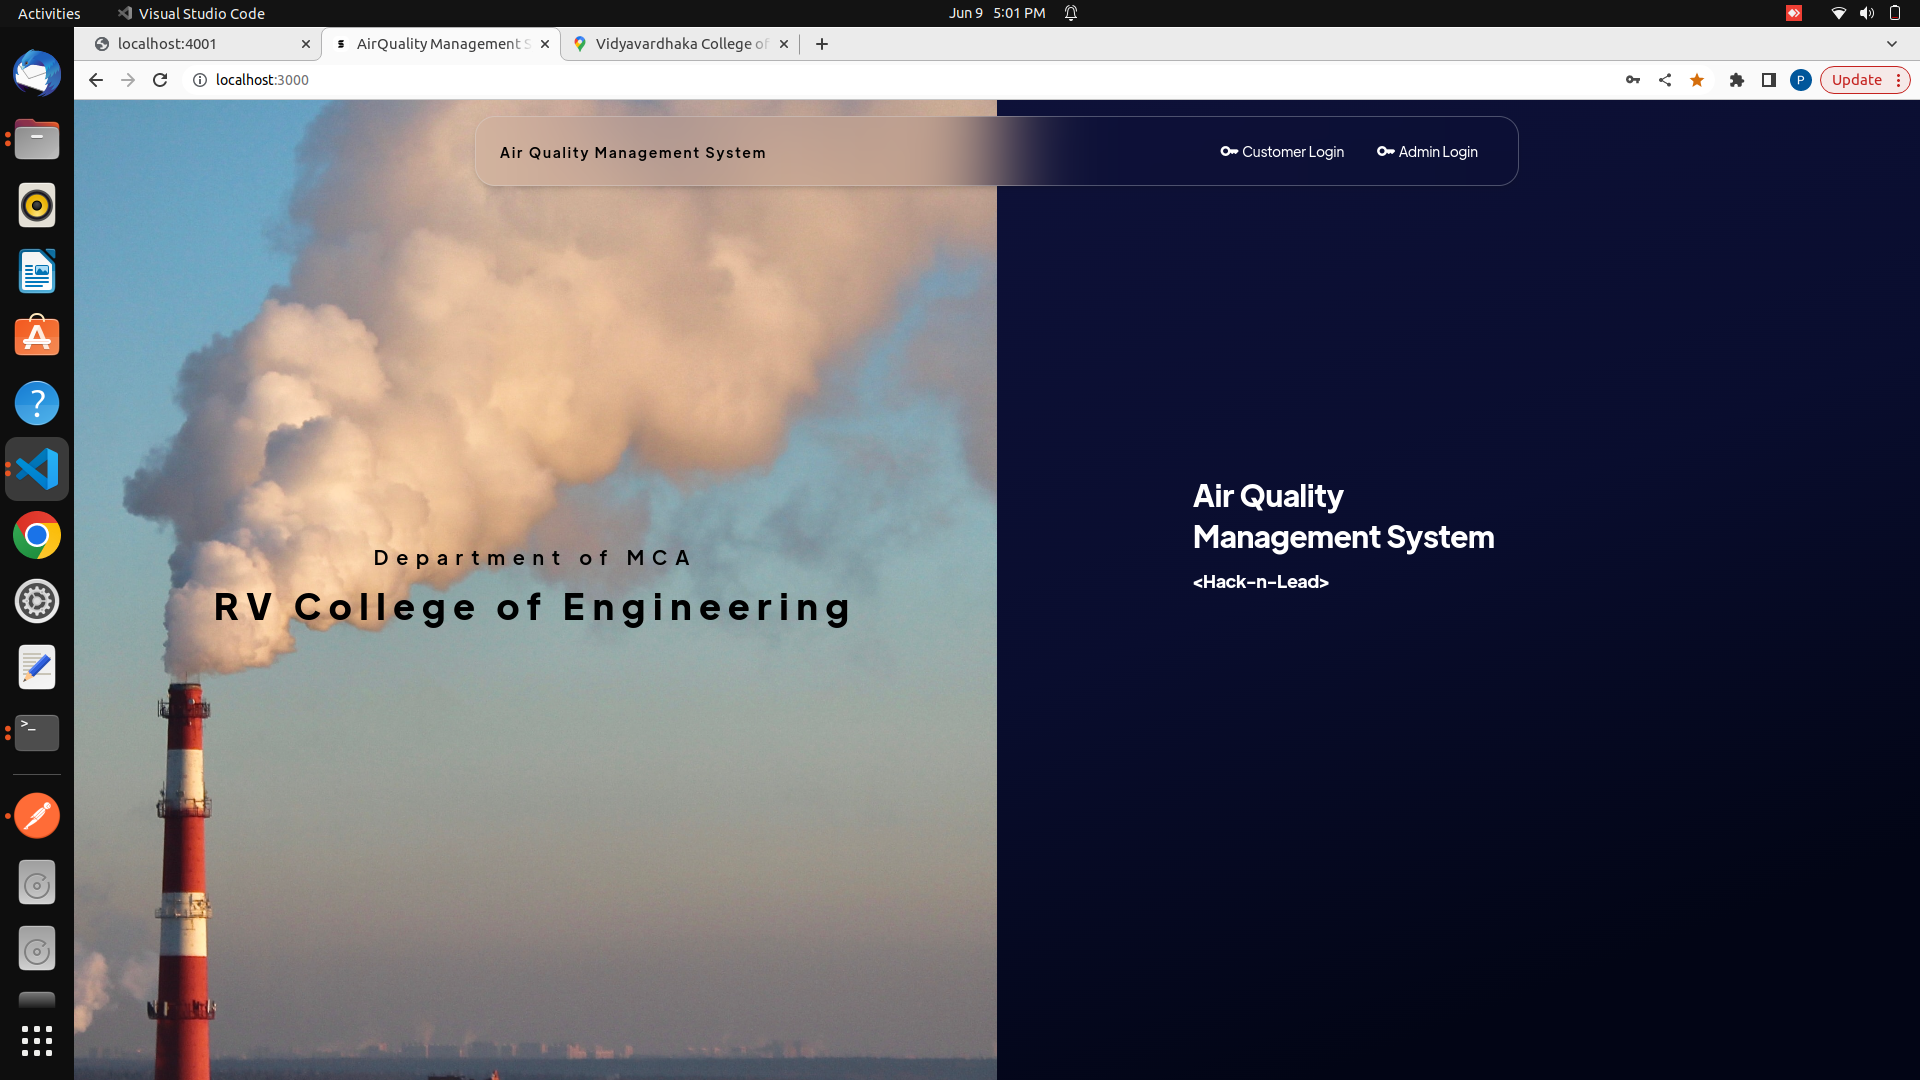 Activities
Visual Studio Code
Jun 9 5:01 PM
localhost:4001
AirQuality Management S
Vidyavardhaka College of
localhost:3000
P
Update
Air Quality Management System
Customer Login
Admin Login
Department of MCA
RV College of Engineering
Air Quality
Management System
<Hack-n-Lead>